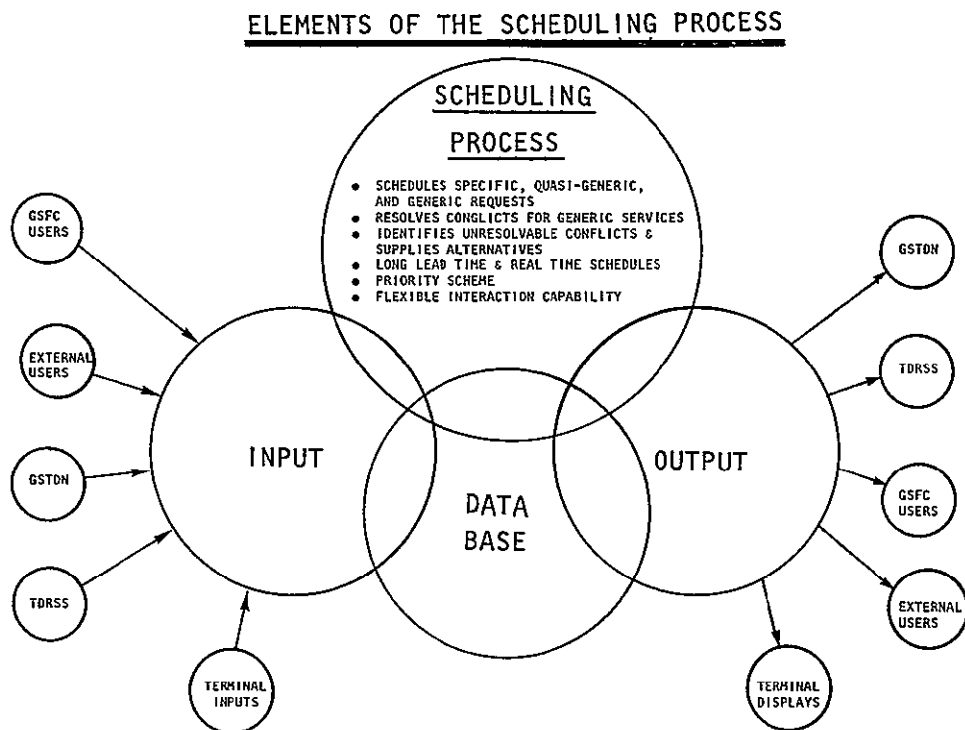 ELEMENTS OF THE SCHEDULING PROCESS
SCHEDULING
PROCESS
• SCHEDULES SPECIFIC, QUASI-GENERIC,
AND GENERIC REQUESTS
• RESOLVES CONGLICTS FOR GENERIC SERVICES
• IDENTIFIES UNRESOLVABLE CONFLICTS &
SUPPLIES ALTERNATIVES
• LONG LEAD TIME & REAL TIME SCHEDULES
• PRIORITY SCHEME
• FLEXIBLE INTERACTION CAPABILITY
GSFC
USERS
EXTERNAL
USERS
GSTDN
TDRSS
TERMINAL
INPUTS
INPUT
DATA
BASE
OUTPUT
GSTDN
TDRSS
GSFC
USERS
EXTERNAL
USERS
TERMINAL
DISPLAYS